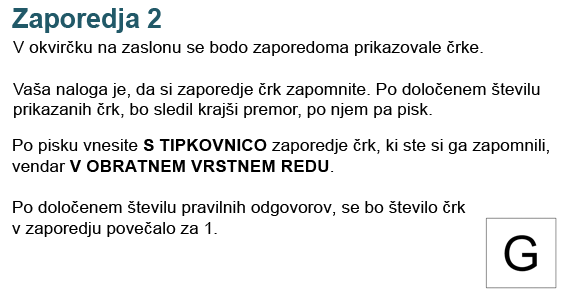 Zaporedja 2
V okvirčku na zaslonu se bodo zaporedoma prikazovale črke.
Vaša naloga je, da si zaporedje črk zapomnite. Po določenem številu
prikazanih črk, bo sledil krajši premor, po njem pa pisk.
Po pisku vnesite S TIPKOVNICO zaporedje črk, ki ste si ga zapomnili,
vendar V OBRATNEM VRSTNEM REDU.
Po določenem številu pravilnih odgovorov, se bo število črk
v zaporedju povečalo za 1.
G